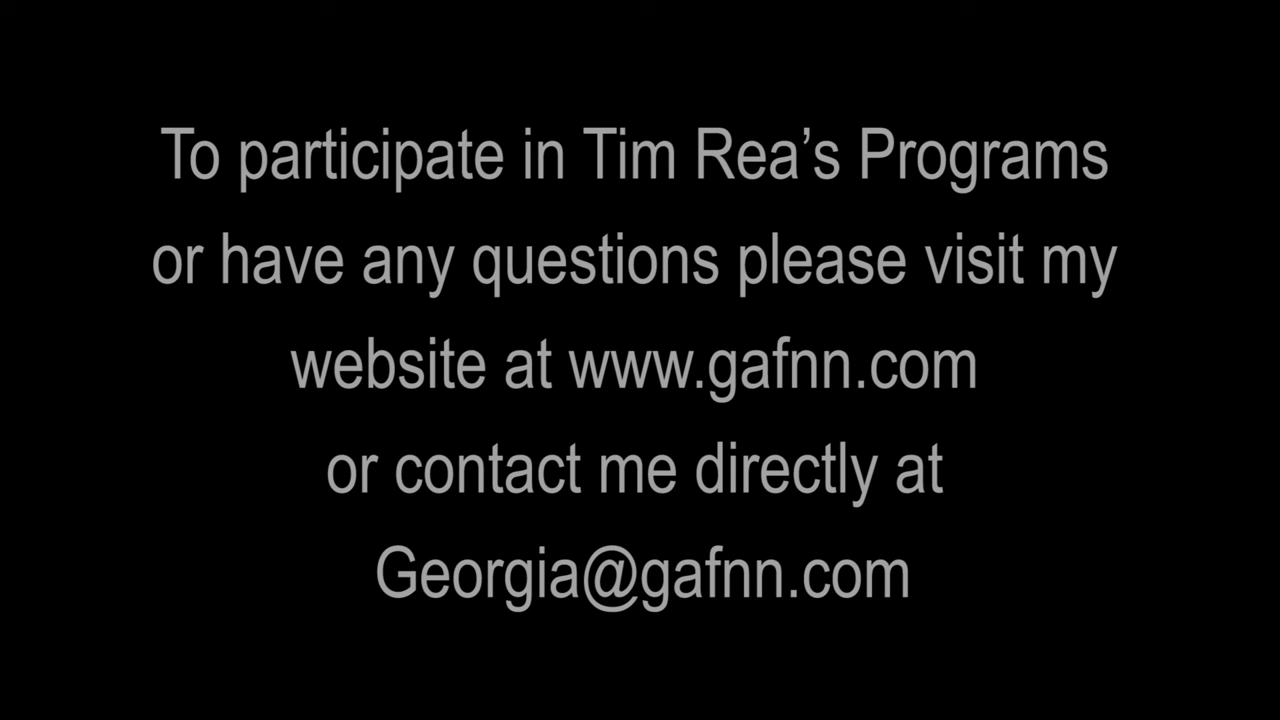 To participate in Tim Rea’s Programs
or have any questions please visit my
website at www.gafnn.com
or contact me directly at
Georgia@gafnn.com